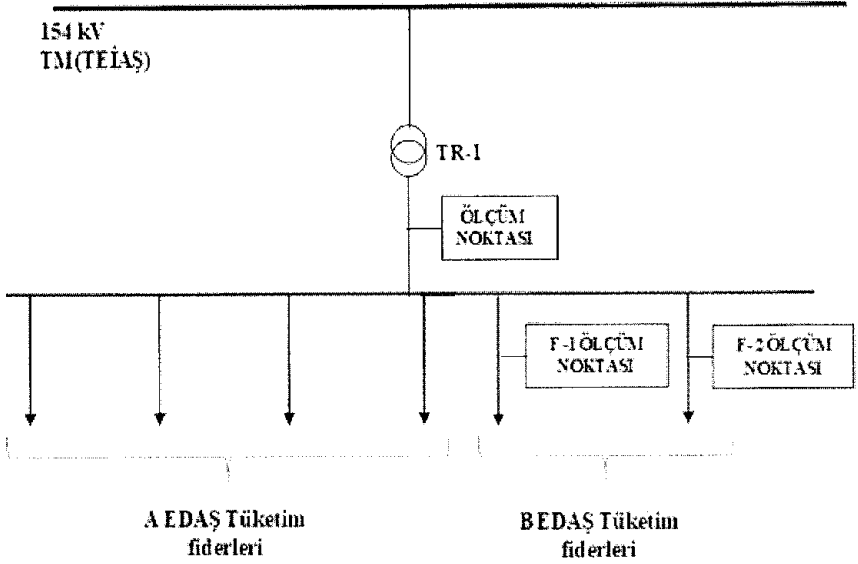 154 kV
TM(TEİAŞ)
TR-1
ÖLÇÜM
NOKTASI
F-1 ÖLÇÜM
NOKTASI
F-2 ÖLÇÜM
NOKTASI
A EDAŞ Tüketim
fiderleri
B EDAŞ Tüketim
fiderleri